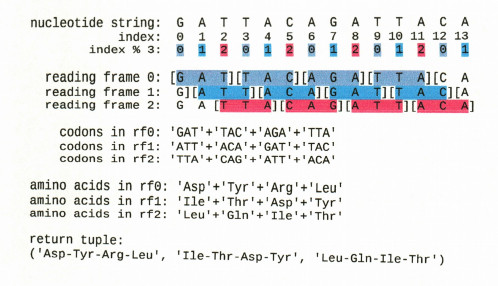 nucleotide string: G A T T A C A G A T T A C A
index: 0 1 2 3 4 5 6 7 8 9 10 11 12 13
index % 3: 0 1 2 0 1 2 0 1 2 0 1 2 0 1
reading frame 0: [G A T][T A C][A G A][T T A][C A
reading frame 1: G][A T T][A C A][G A T][T A C][A
reading frame 2: G A [T T A][C A G][A T T][A C A]
codons in rf0: 'GAT'+'TAC'+'AGA'+'TTA'
codons in rf1: 'ATT'+'ACA'+'GAT'+'TAC'
codons in rf2: 'TTA'+'CAG'+'ATT'+'ACA'
amino acids in rf0: 'Asp'+'Tyr'+'Arg'+'Leu'
amino acids in rf1: 'Ile'+'Thr'+'Asp'+'Tyr'
amino acids in rf2: 'Leu'+'Gln'+'Ile'+'Thr'
return tuple:
('Asp-Tyr-Arg-Leu', 'Ile-Thr-Asp-Tyr', 'Leu-Gln-Ile-Thr')